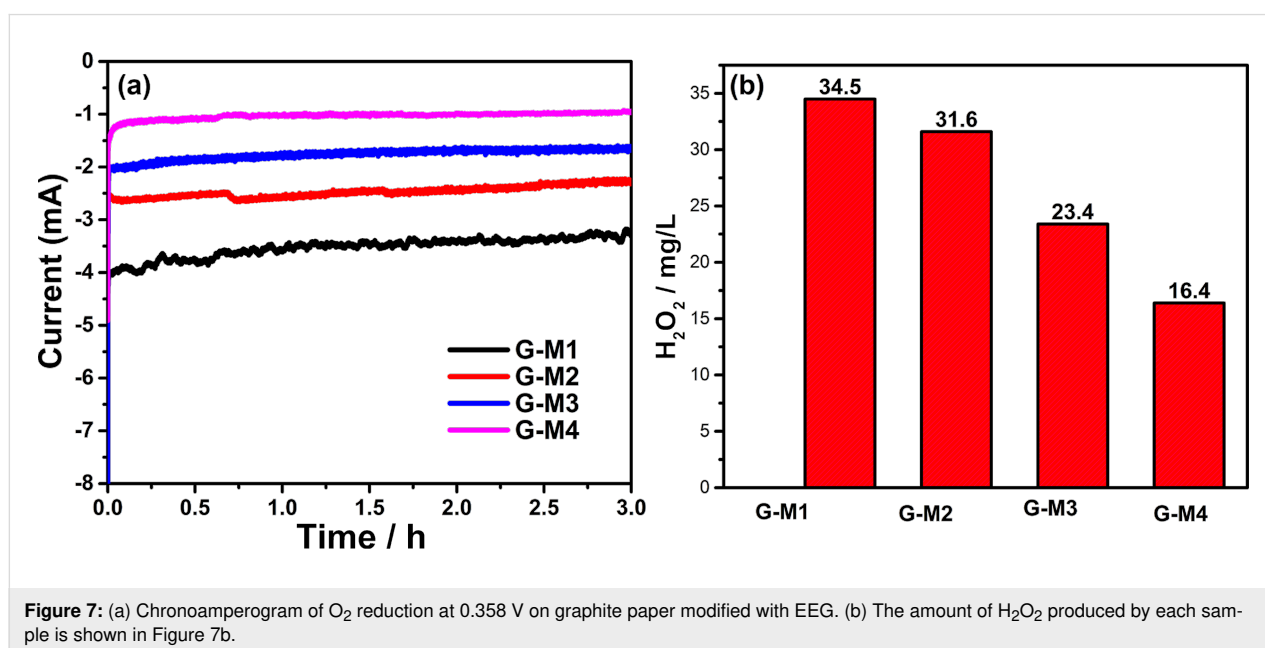 (a)
0
-1
-2
-3
-4
-5
-6
-7
-8
Current (mA)
G-M1
G-M2
G-M3
G-M4
0.0 0.5 1.0 1.5 2.0 2.5 3.0
Time / h
(b)
35
30
25
20
15
10
5
0
H2O2 / mg/L
34.5
31.6
23.4
16.4
G-M1 G-M2 G-M3 G-M4
Figure 7: (a) Chronoamperogram of O2 reduction at 0.358 V on graphite paper modified with EEG. (b) The amount of H2O2 produced by each sam-
ple is shown in Figure 7b.